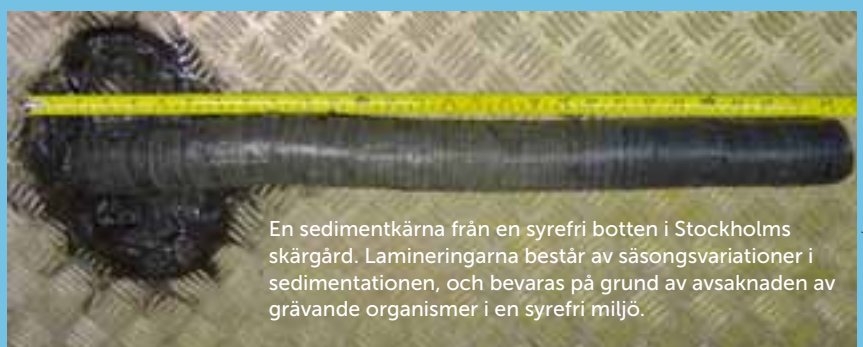 En sedimentkärna från en syrefri botten i Stockholms
skärgård. Lamineringarna består av säsongsvariationer i
sedimentationen, och bevaras på grund av avsaknaden av
grävande organismer i en syrefri miljö.